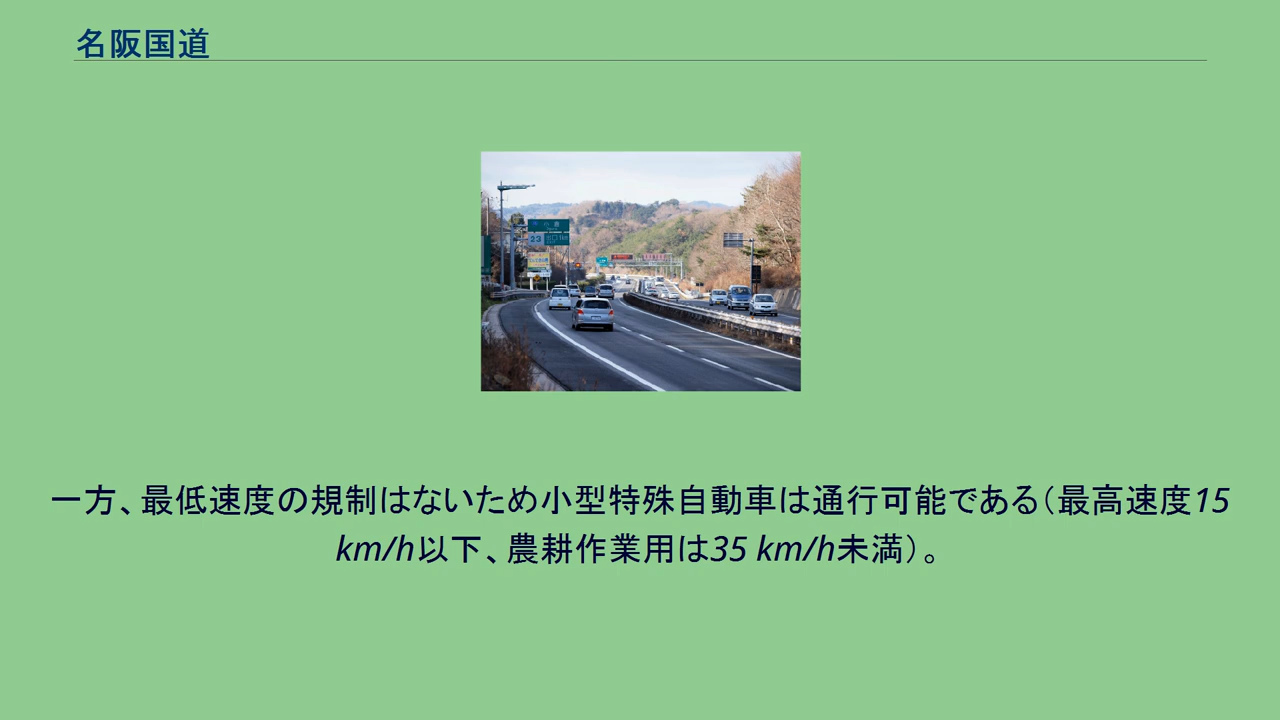 名阪国道
33
一方、最低速度の規制はないため小型特殊自動車は通行可能である（最高速度15
km/h以下、農耕作業用は35 km/h未満）。